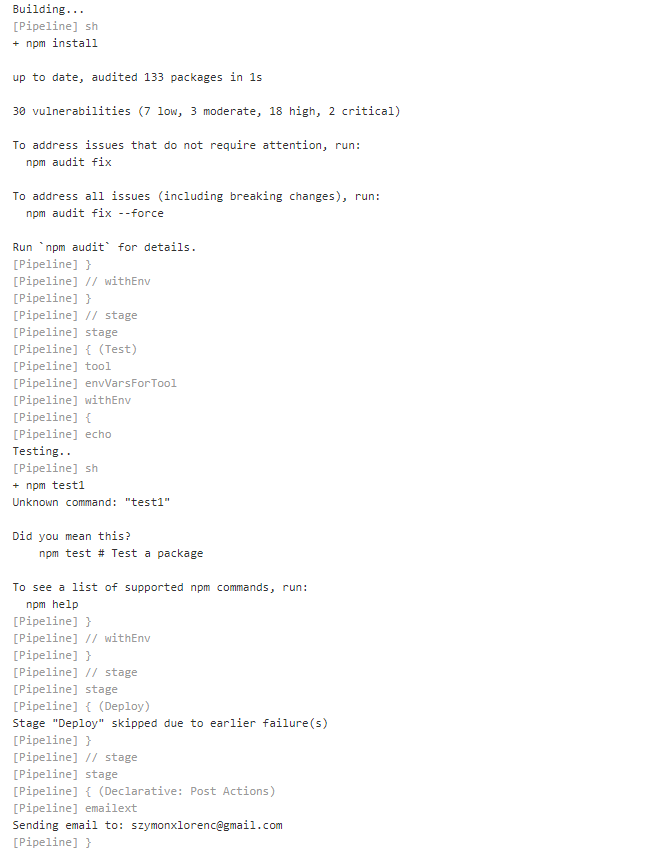 Building...
[Pipeline] sh
+ npm install
up to date, audited 133 packages in 1s
30 vulnerabilities (7 low, 3 moderate, 18 high, 2 critical)
To address issues that do not require attention, run:
  npm audit fix
To address all issues (including breaking changes), run:
  npm audit fix --force
Run `npm audit` for details.
[Pipeline] }
[Pipeline] // withEnv
[Pipeline] }
[Pipeline] // stage
[Pipeline] stage
[Pipeline] { (Test)
[Pipeline] tool
[Pipeline] envVarsForTool
[Pipeline] withEnv
[Pipeline] {
[Pipeline] echo
Testing..
[Pipeline] sh
+ npm test1
Unknown command: "test1"
Did you mean this?
    npm test # Test a package
To see a list of supported npm commands, run:
  npm help
[Pipeline] }
[Pipeline] // withEnv
[Pipeline] }
[Pipeline] // stage
[Pipeline] stage
[Pipeline] { (Deploy)
Stage "Deploy" skipped due to earlier failure(s)
[Pipeline] }
[Pipeline] // stage
[Pipeline] stage
[Pipeline] { (Declarative: Post Actions)
[Pipeline] emailext
Sending email to: szymonxlorenc@gmail.com
[Pipeline] }